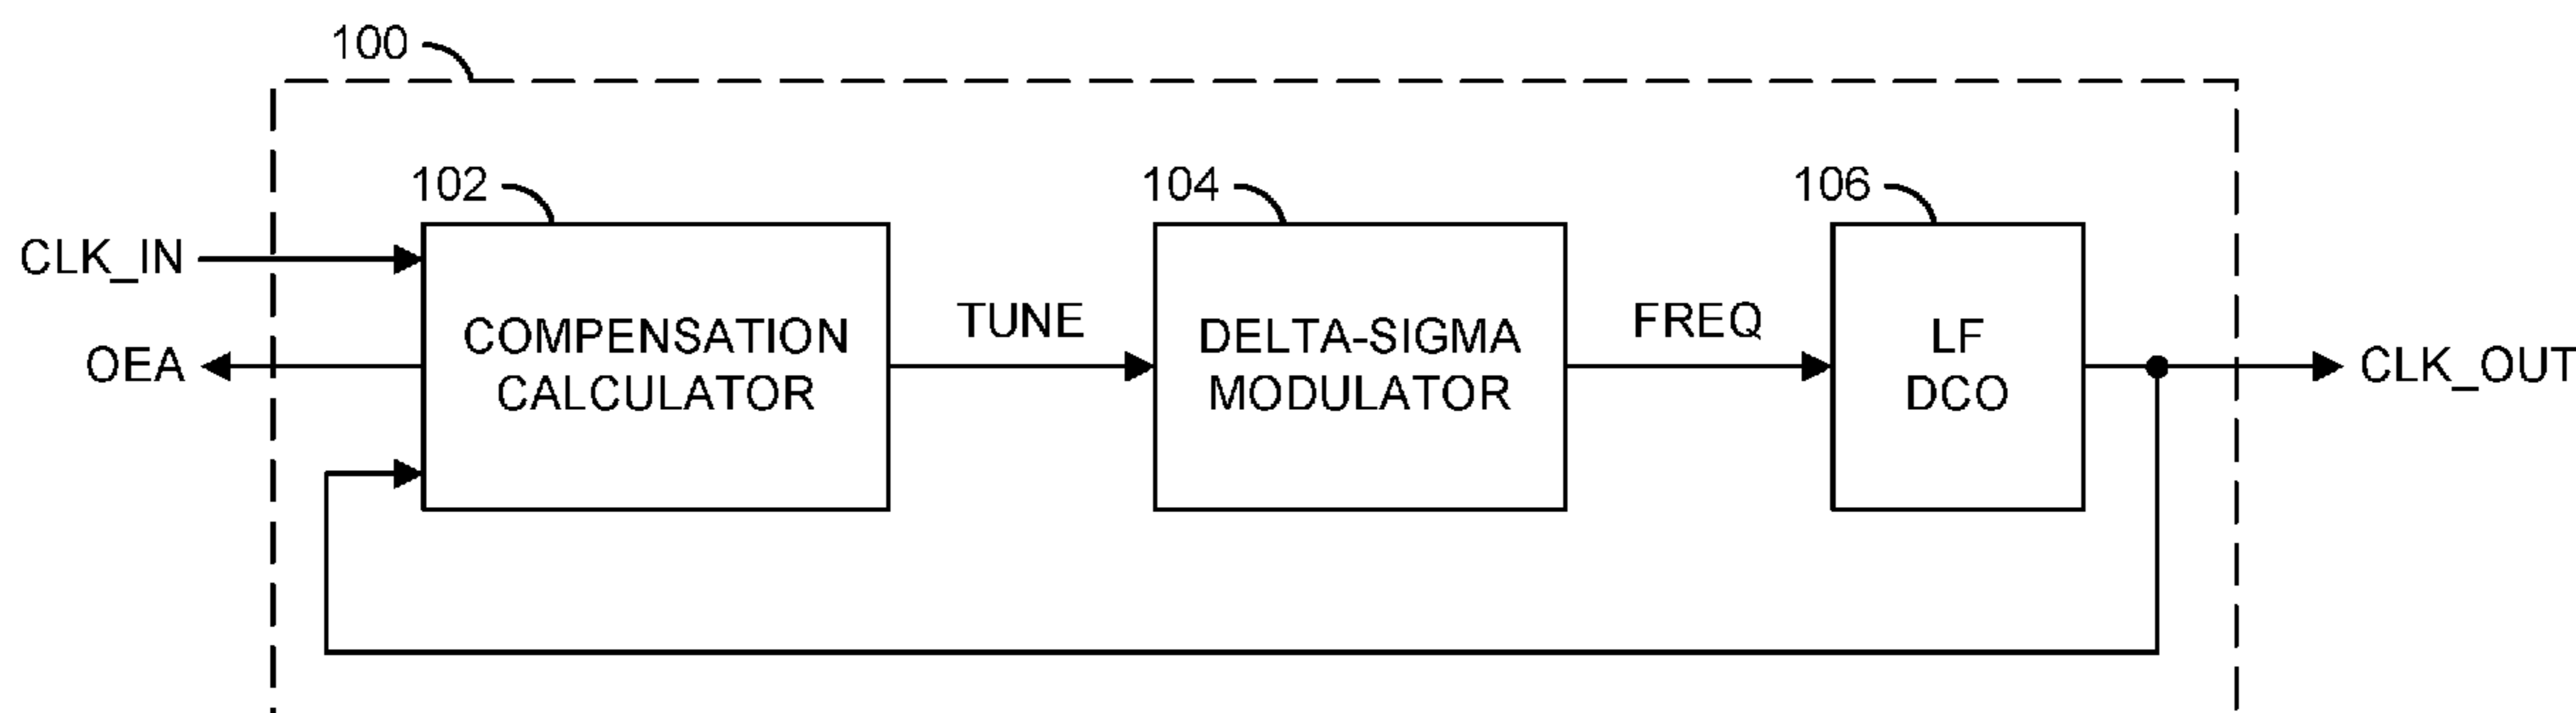 100
102
104
106
CLK_IN
OEA
COMPENSATION
CALCULATOR
TUNE
DELTA-SIGMA
MODULATOR
FREQ
LF
DCO
CLK_OUT